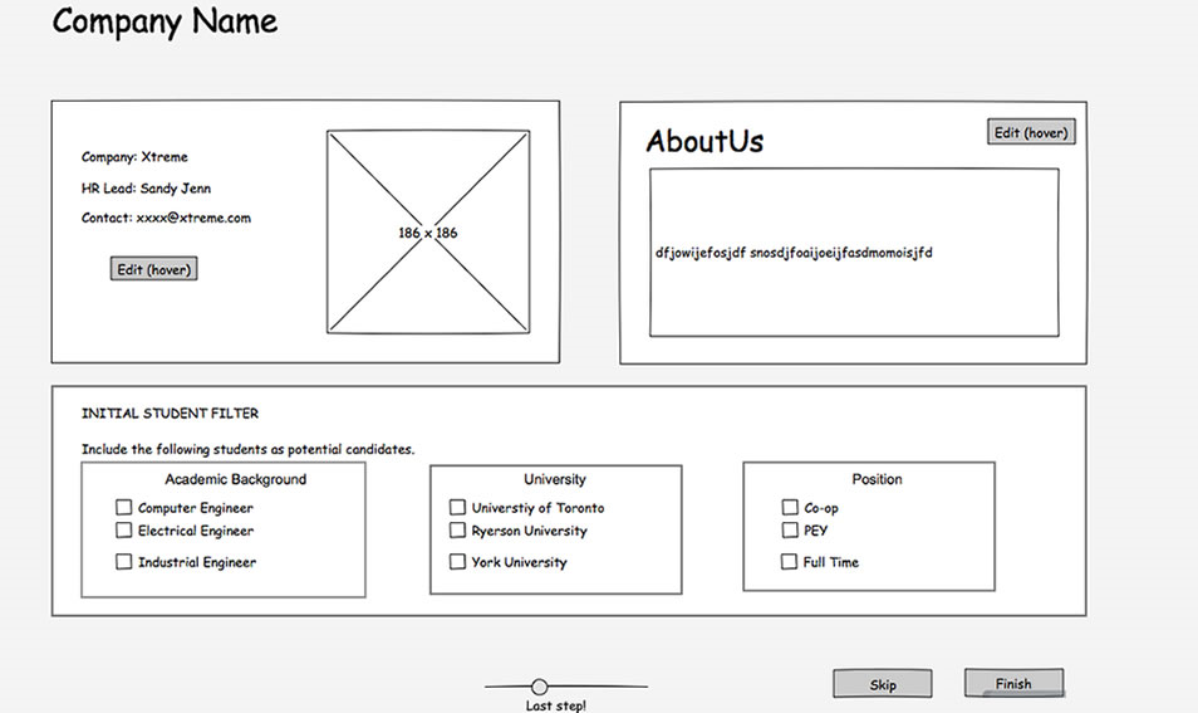 Company Name
Company: Xtreme
HR Lead: Sandy Jenn
Contact: xxxx@xtreme.com
Edit (hover)
186 x 186
AboutUs
Edit (hover)
dfjowijefosjdf snosdjfoaijoeijfasdmomoisjfd
INITIAL STUDENT FILTER
Include the following students as potential candidates.
Academic Background
Computer Engineer
Electrical Engineer
Industrial Engineer
University
Universtiy of Toronto
Ryerson University
York University
Position
Co-op
PEY
Full Time
Last step!
Skip
Finish